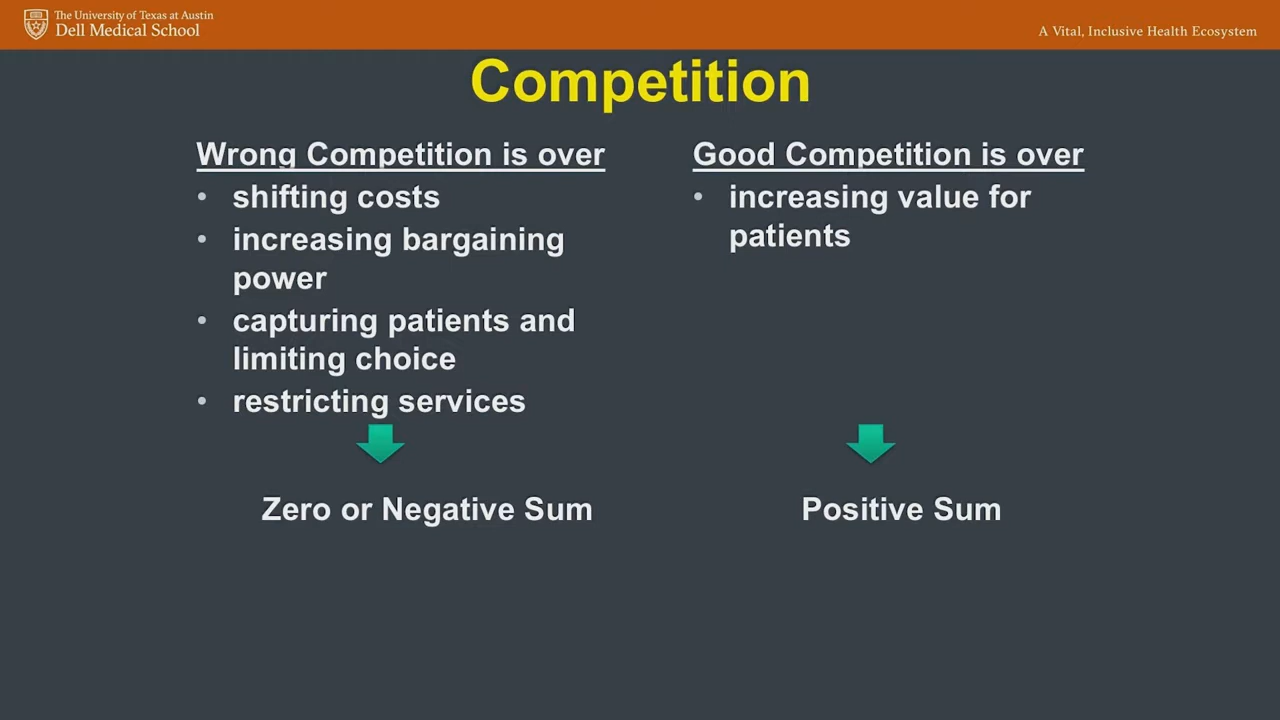 The University of Texas at Austin
Dell Medical School
A Vital, Inclusive Health Ecosystem
Competition
Wrong Competition is over
• shifting costs
• increasing bargaining
power
• capturing patients and
limiting choice
• restricting services
Zero or Negative Sum
Good Competition is over
• increasing value for
patients
Positive Sum